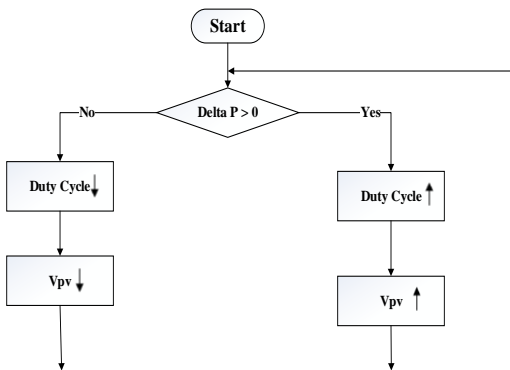 Start
Delta P > 0
No
Yes
Duty Cycle ↓
Duty Cycle ↑
Vpv ↓
Vpv ↑